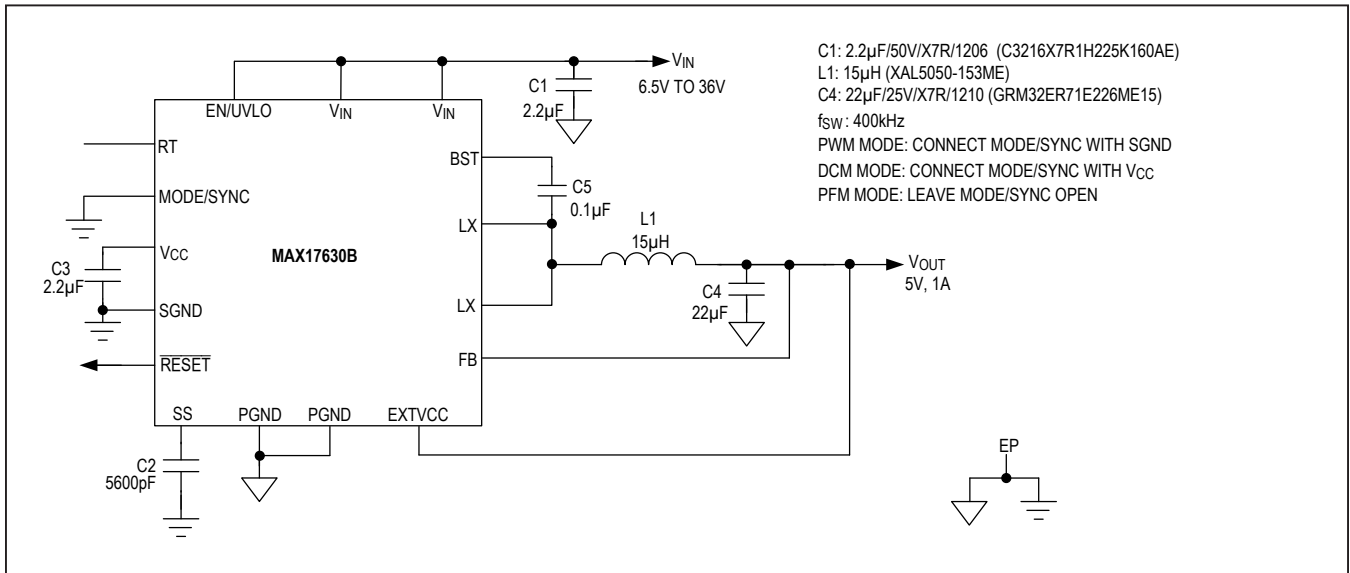 C1: 2.2µF/50V/X7R/1206 (C3216X7R1H225K160AE)
L1: 15µH (XAL5050-153ME)
C4: 22µF/25V/X7R/1210 (GRM32ER71E226ME15)
fSW : 400kHz
PWM MODE: CONNECT MODE/SYNC WITH SGND
DCM MODE: CONNECT MODE/SYNC WITH VCC
PFM MODE: LEAVE MODE/SYNC OPEN
VIN
6.5V TO 36V
C1
2.2µF
EN/UVLO
VIN
VIN
RT
BST
MODE/SYNC
C5
0.1µF
LX
L1
15µH
VCC
MAX17630B
C3
2.2µF
VOUT
5V, 1A
C4
22µF
LX
SGND
RESET
FB
SS
PGND
PGND
EXTVCC
C2
5600pF
EP